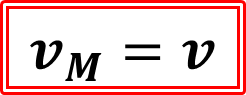 v_M = v